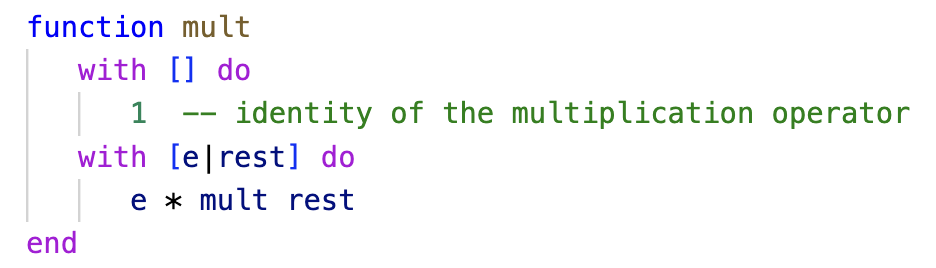 function mult
with [] do
1 -- identity of the multiplication operator
with [e|rest] do
e * mult rest
end